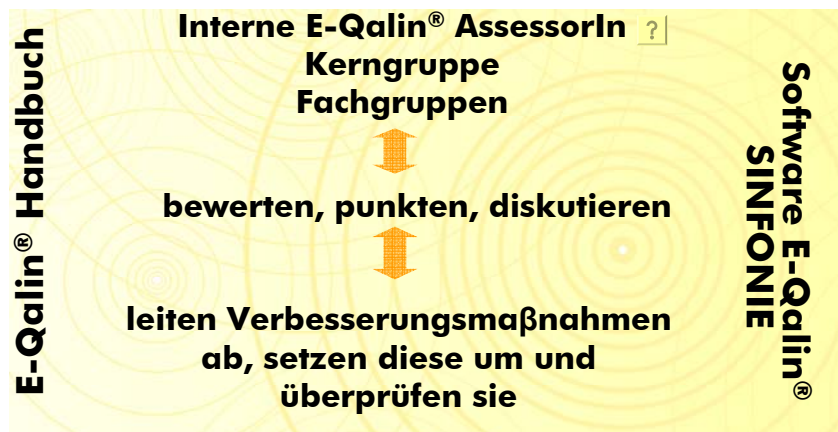 E-Qalin® Handbuch
Interne E-Qalin® AssessorIn ?
Kerngruppe
Fachgruppen
bewerten, punkten, diskutieren
leiten Verbesserungsmaßnahmen
ab, setzen diese um und
überprüfen sie
Software E-Qalin®
SINFONIE